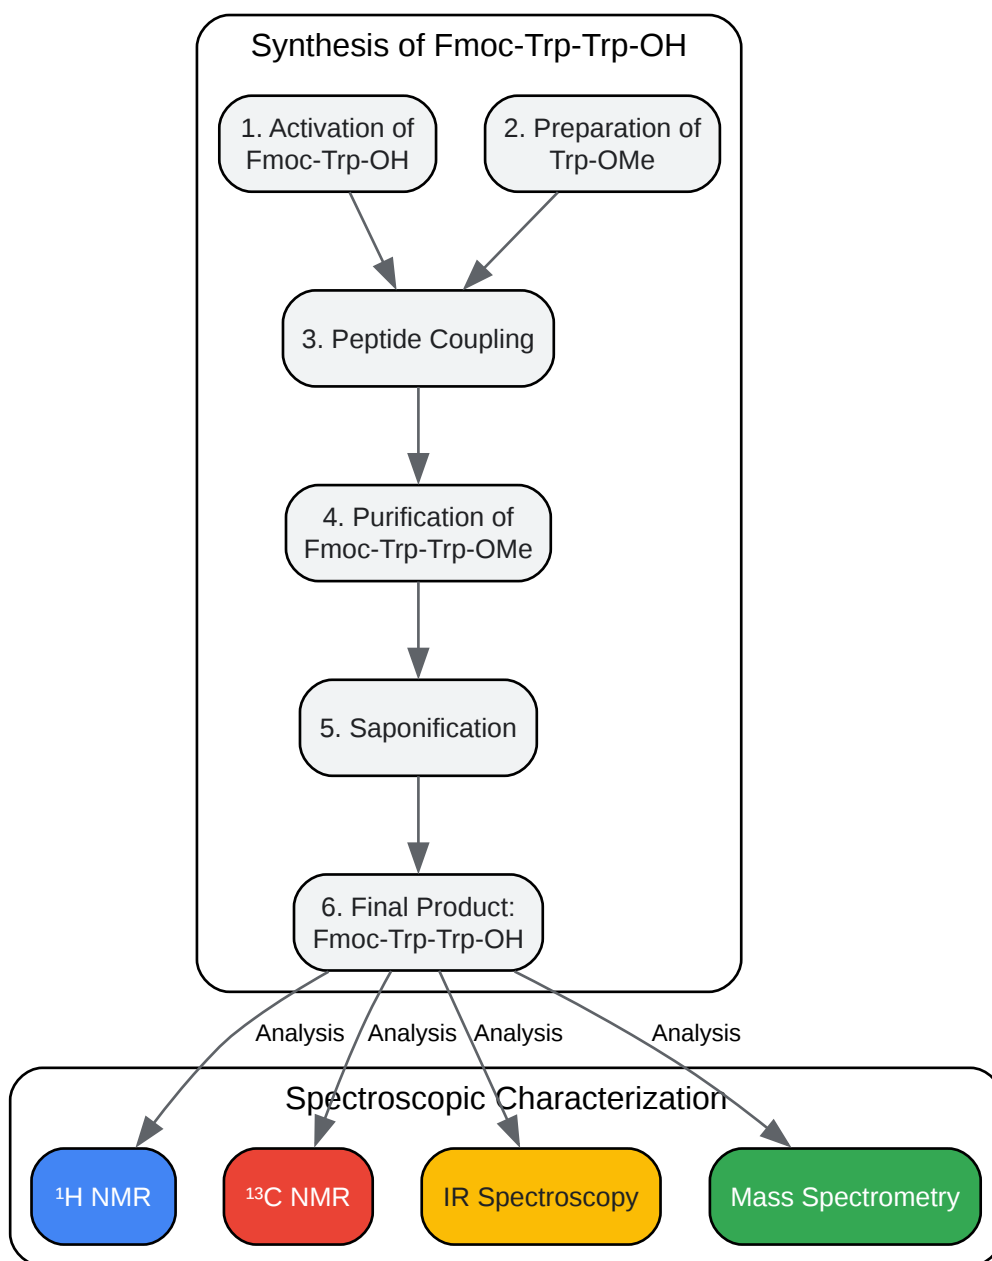 Synthesis of Fmoc-Trp-Trp-OH
1. Activation of
Fmoc-Trp-OH
2. Preparation of
Trp-OMe
3. Peptide Coupling
4. Purification of
Fmoc-Trp-Trp-OMe
5. Saponification
6. Final Product:
Fmoc-Trp-Trp-OH
Analysis
Analysis
Analysis
Analysis
Spectroscopic Characterization
¹H NMR
¹³C NMR
IR Spectroscopy
Mass Spectrometry